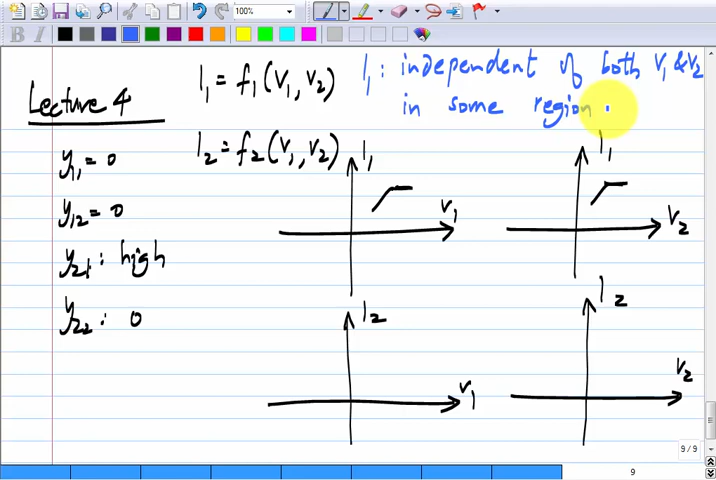 100%
Lecture 4
I1 = f1(V1, V2)
I1: independent of both V1 & V2
in some region.
I2 = f2(V1, V2)
y11 = 0
y12 = 0
y21: high
y22: 0
I1
V1
I1
V2
I2
V1
I2
V2
9/9
9